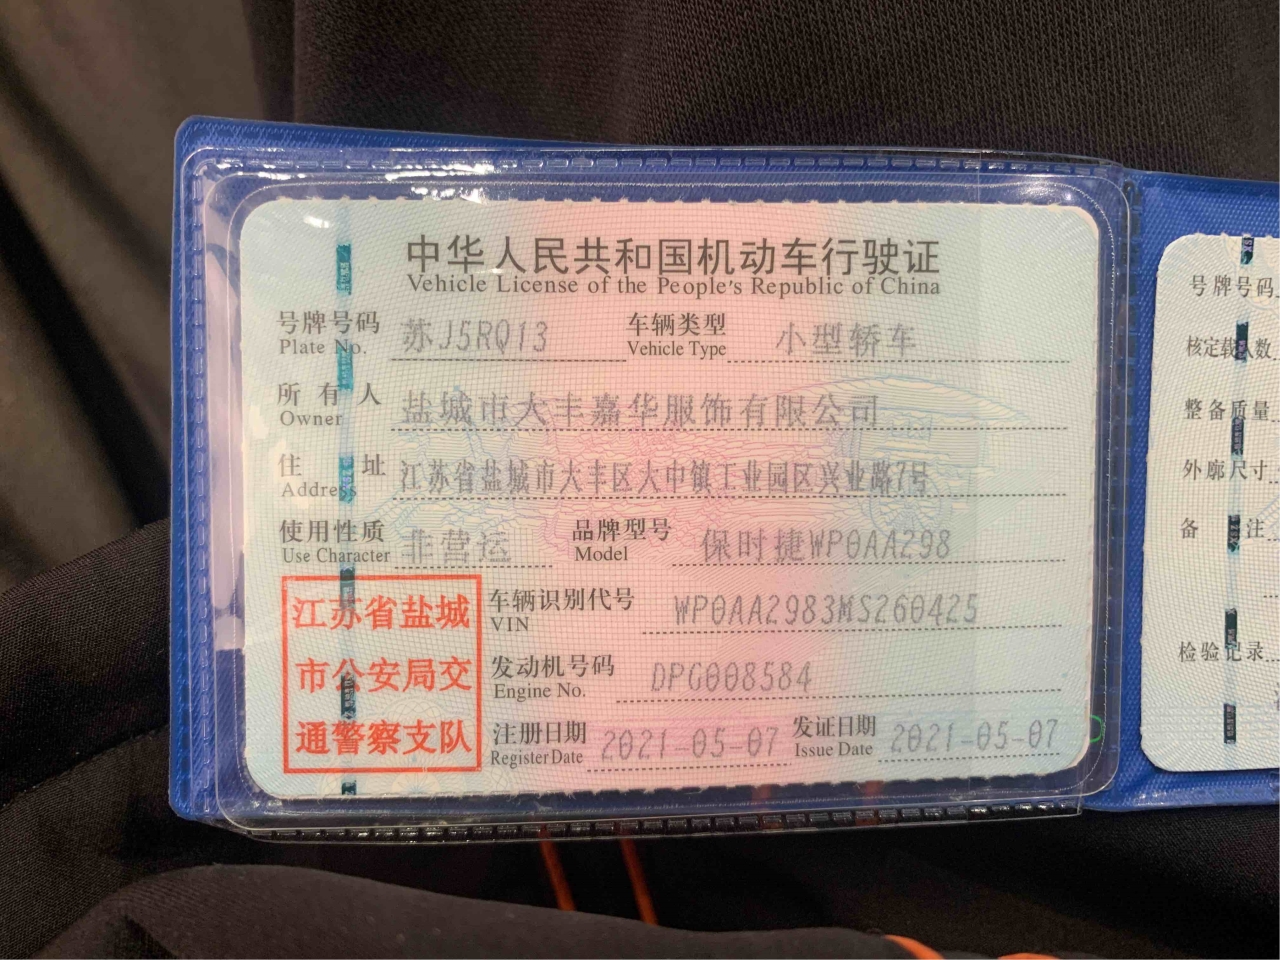 中华人民共和国机动车行驶证
Vehicle License of the People's Republic of China
号牌号码 Plate No. 苏J5RQ13 车辆类型 Vehicle Type 小型轿车
所有人 Owner 盐城市大丰嘉华服饰有限公司
住址 Address 江苏省盐城市大丰区大中镇工业园区兴业路7号
使用性质 Use Character 非营运 品牌型号 Model 保时捷WP0AA298
车辆识别代号 VIN WP0AA2983MS260425
发动机号码 Engine No. DPG008584
注册日期 Register Date 2021-05-07 发证日期 Issue Date 2021-05-07
江苏省盐城
市公安局交
通警察支队
号牌号码
核定载人数
整备质量
外廓尺寸
备注
检验记录